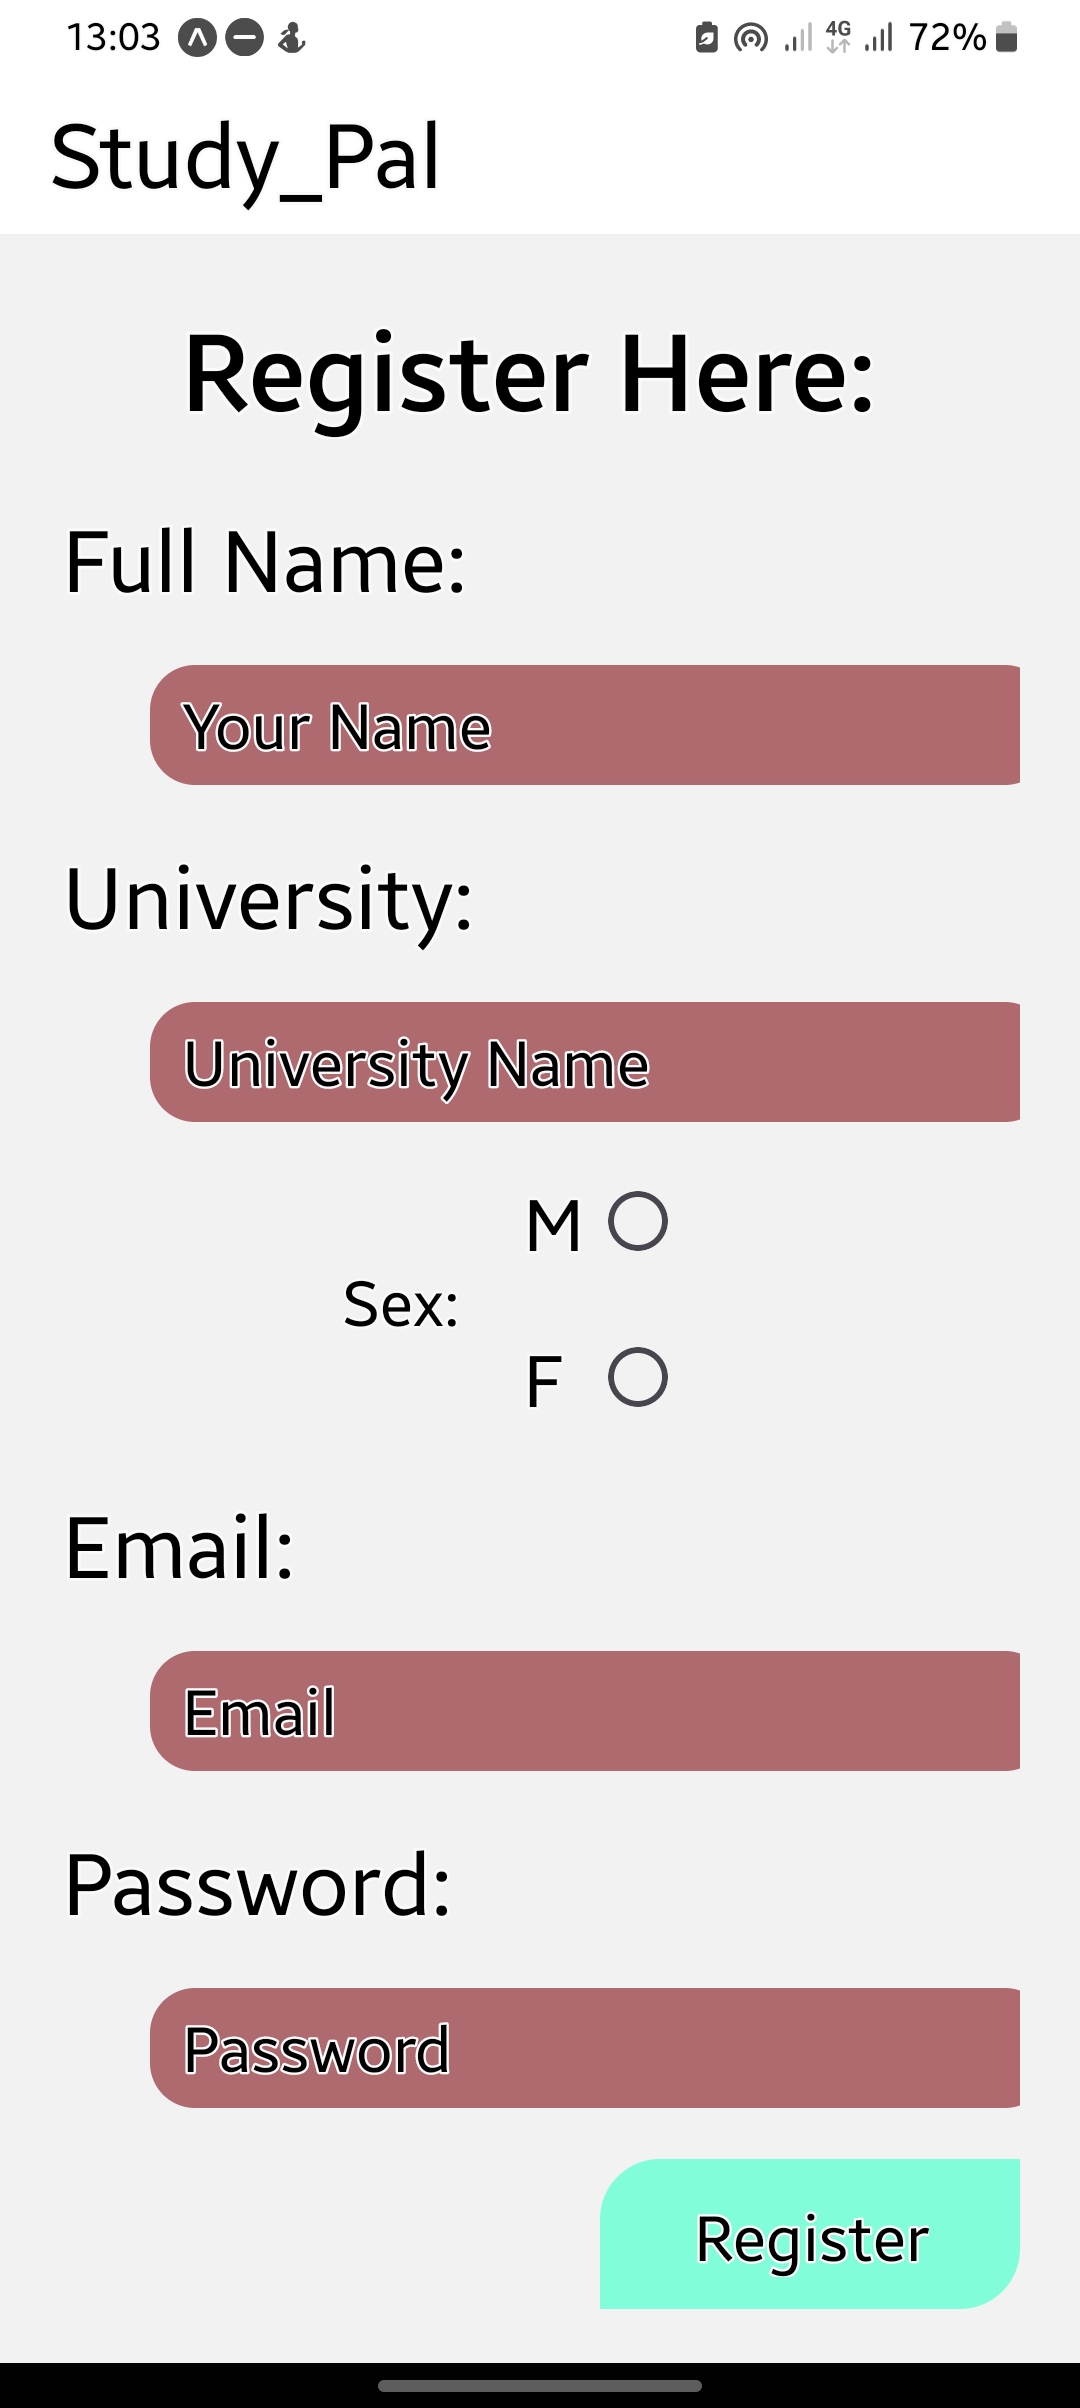 13:03 4G 72%
Study_Pal
Register Here:
Full Name:
Your Name
University:
University Name
M
Sex:
F
Email:
Email
Password:
Password
Register